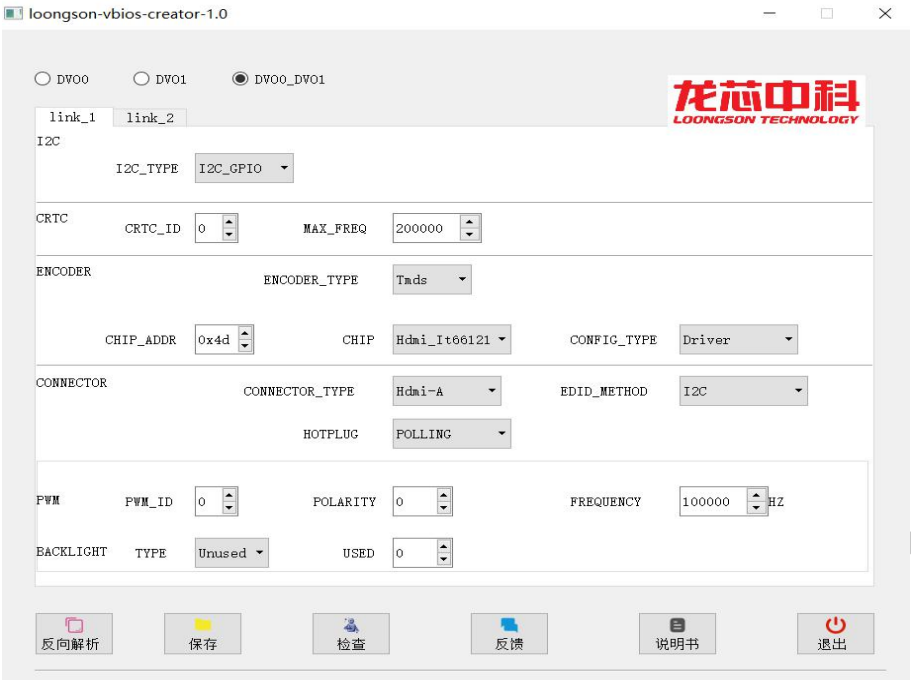 loongson-vbios-creator-1.0
DVO0 DVO1 DVO0_DVO1
龙芯中科
LOONGSON TECHNOLOGY
link_1 link_2
I2C
I2C_TYPE I2C_GPIO
CRTC
CRTC_ID 0 MAX_FREQ 200000
ENCODER
ENCODER_TYPE Tmds
CHIP_ADDR 0x4d CHIP Hdmi_It66121 CONFIG_TYPE Driver
CONNECTOR
CONNECTOR_TYPE Hdmi-A EDID_METHOD I2C
HOTPLUG POLLING
PWM PWM_ID 0 POLARITY 0 FREQUENCY 100000 HZ
BACKLIGHT TYPE Unused USED 0
反向解析 保存 检查 反馈 说明书 退出